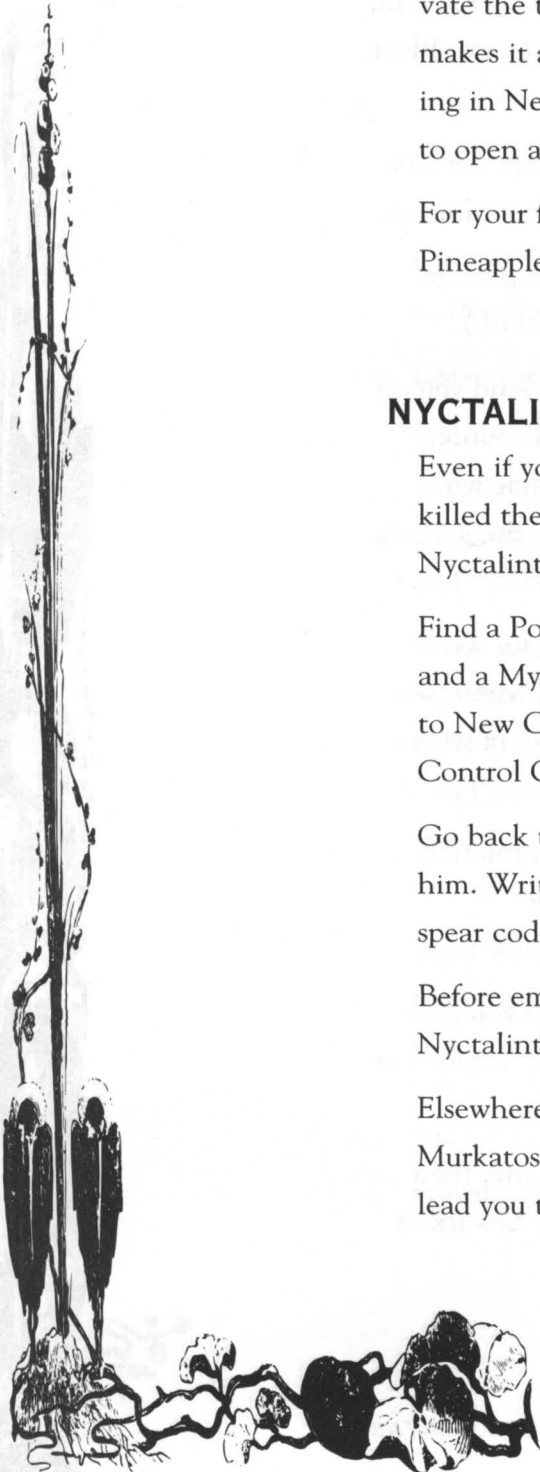 vate the t
makes it a
ing in Ne
to open a
For your f
Pineapple
NYCTALI
Even if yo
killed the
Nyctalint
Find a Po
and a My
to New C
Control C
Go back t
him. Writ
spear cod
Before em
Nyctalint
Elsewhere
Murkatos
lead you t